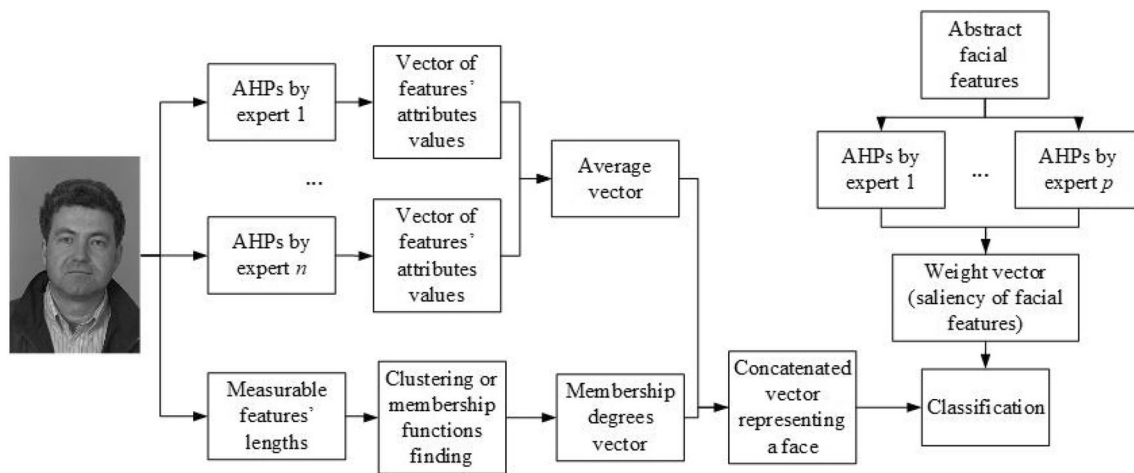 AHPs by
expert 1
Vector of
features'
attributes
values
...
AHPs by
expert n
Vector of
features'
attributes
values
Average
vector
Measurable
features'
lengths
Clustering or
membership
functions
finding
Membership
degrees
vector
Concatenated
vector
representing
a face
Abstract
facial
features
AHPs by
expert 1
...
AHPs by
expert p
Weight vector
(saliency of facial
features)
Classification